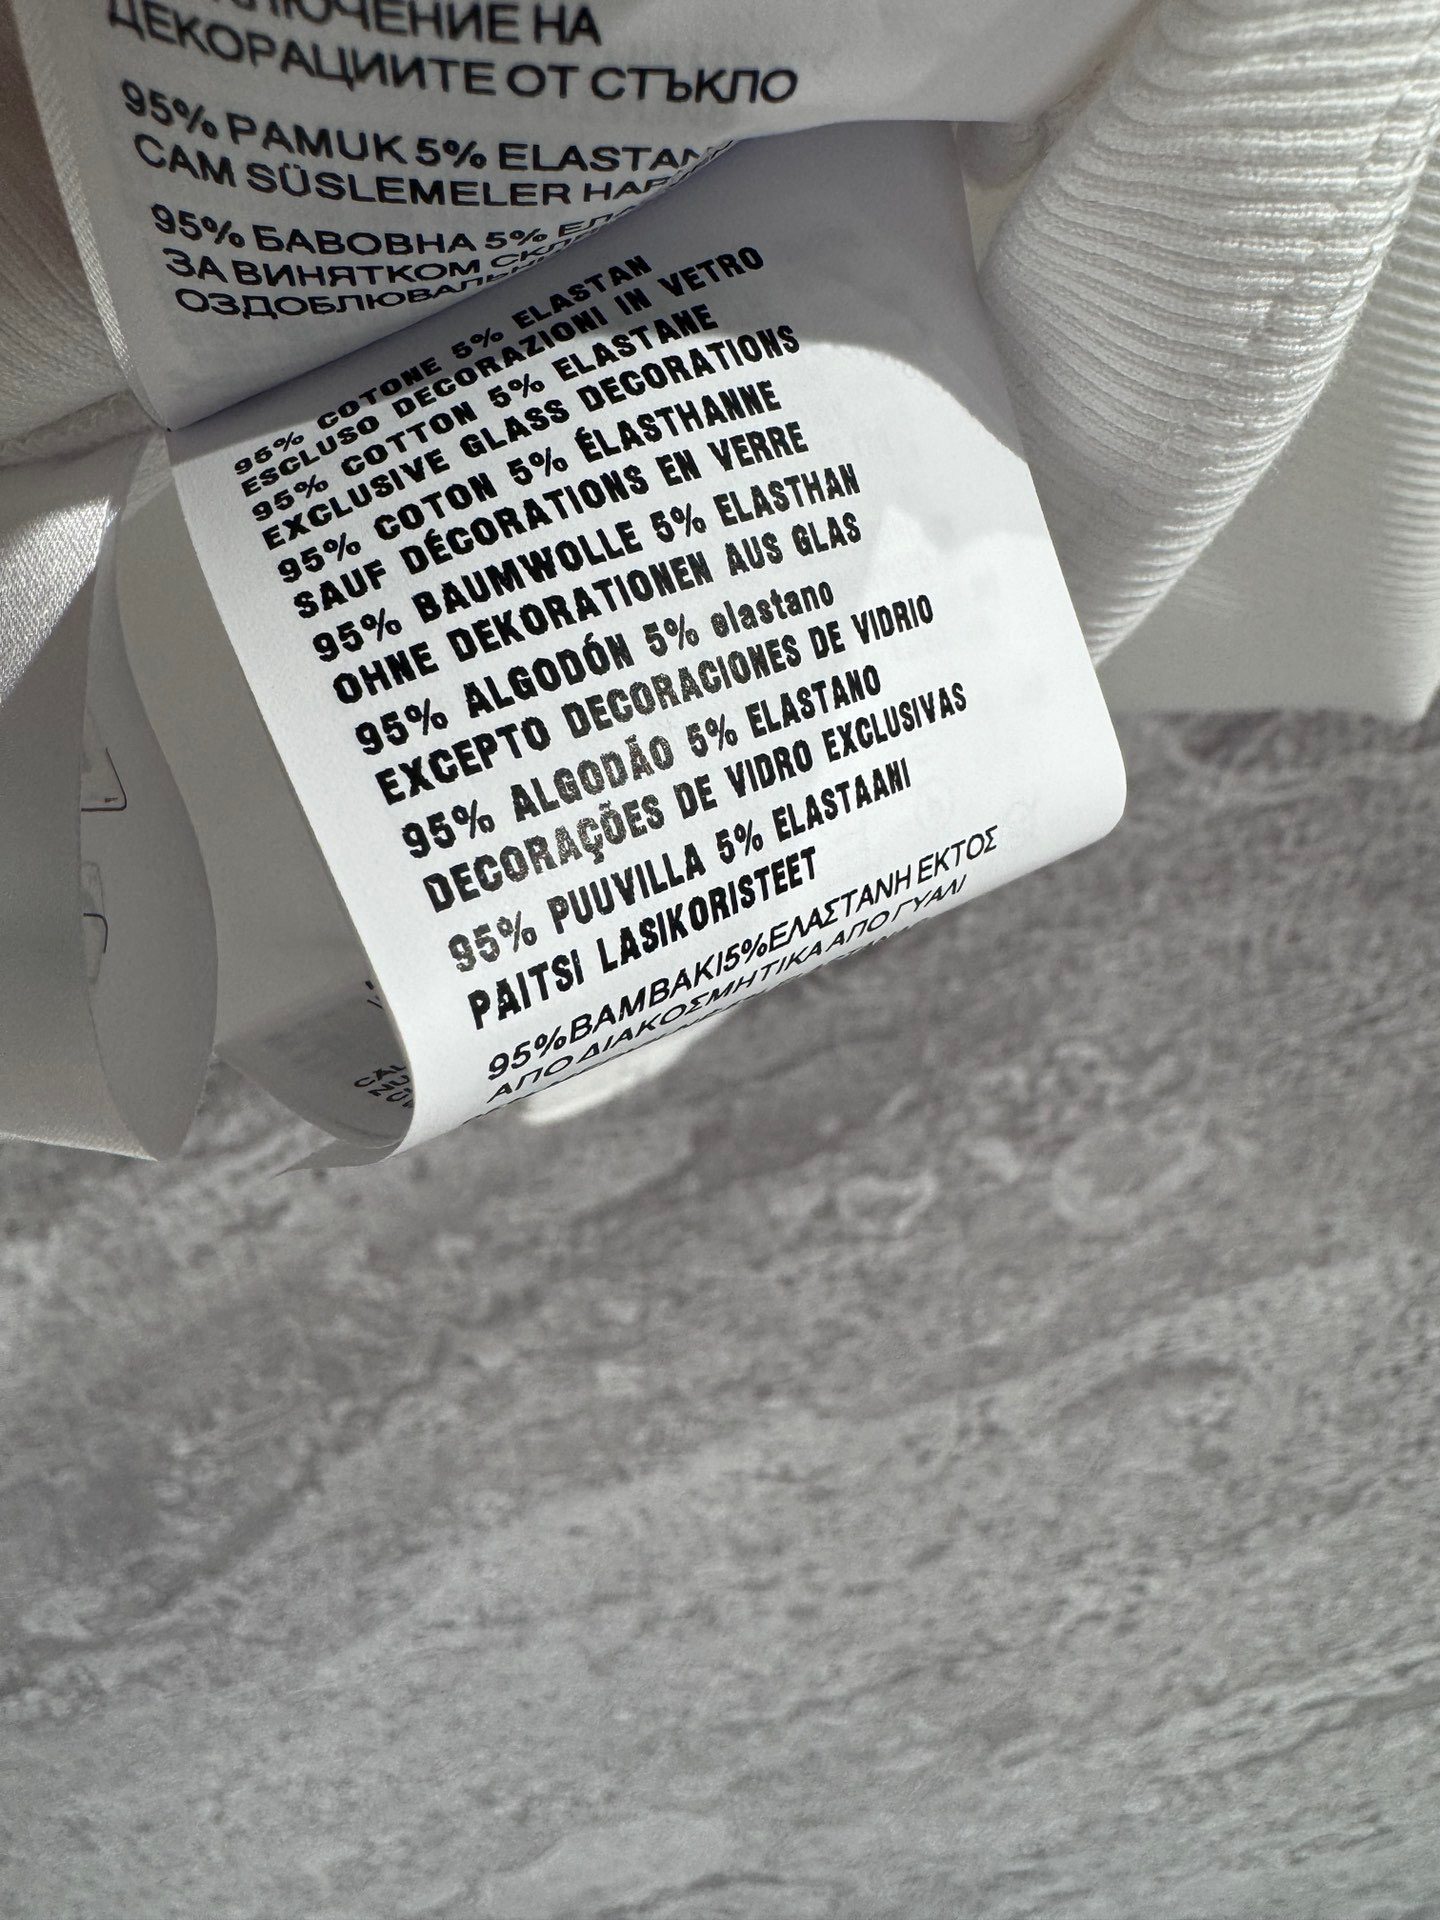 НА
ДЕКОРАЦИИТЕ ОТ СТЪКЛО
95% PAMUK 5% ELASTAN
CAM SÜSLEMELER
95% БАВОВНА 5%
ЗА ВИНЯТКОМ
95% COTONE 5% ELASTAN
ESCLUSO DECORAZIONI IN VETRO
95% COTTON 5% ELASTANE
EXCLUSIVE GLASS DECORATIONS
95% COTON 5% ÉLASTHANNE
SAUF DÉCORATIONS EN VERRE
95% BAUMWOLLE 5% ELASTHAN
OHNE DEKORATIONEN AUS GLAS
95% ALGODÓN 5% elastano
EXCEPTO DECORACIONES DE VIDRIO
95% ALGODÃO 5% ELASTANO
DECORAÇÕES DE VIDRO EXCLUSIVAS
95% PUUVILLA 5% ELASTAANI
PAITSI LASIKORISTEET
95%ΒΑΜΒΑΚΙ5%ΕΛΑΣΤΑΝΗ ΕΚΤΟΣ
ΑΠΟ ΔΙΑΚΟΣΜΗΤΙΚΑ ΑΠΟ ΓΥΑΛΙ